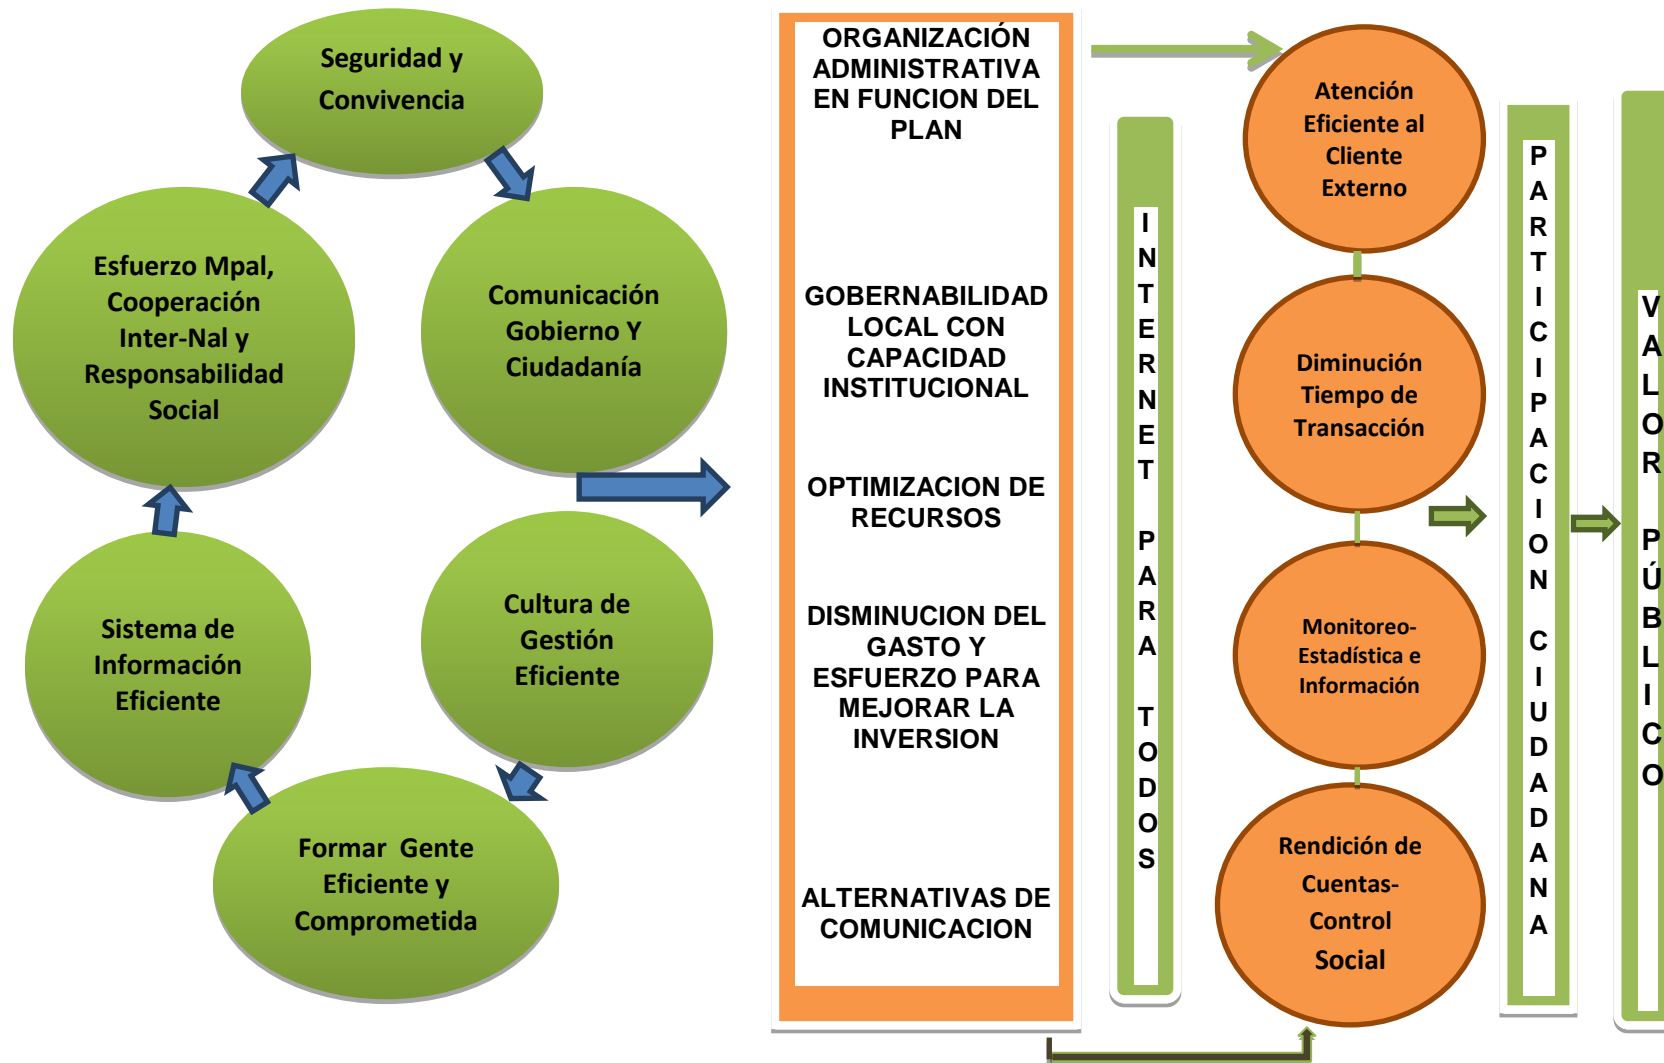 Seguridad y
Convivencia
Comunicación
Gobierno Y
Ciudadanía
Cultura de
Gestión
Eficiente
Formar Gente
Eficiente y
Comprometida
Sistema de
Información
Eficiente
Esfuerzo Mpal,
Cooperación
Inter-Nal y
Responsabilidad
Social
ORGANIZACIÓN
ADMINISTRATIVA
EN FUNCION DEL
PLAN
GOBERNABILIDAD
LOCAL CON
CAPACIDAD
INSTITUCIONAL
OPTIMIZACION DE
RECURSOS
DISMINUCION DEL
GASTO Y
ESFUERZO PARA
MEJORAR LA
INVERSION
ALTERNATIVAS DE
COMUNICACION
INTERNET PARA TODOS
Atención
Eficiente al
Cliente
Externo
Diminución
Tiempo de
Transacción
Monitoreo-
Estadística e
Información
Rendición de
Cuentas-
Control
Social
PARTICIPACION CIUDADANA
VALOR PÚBLICO